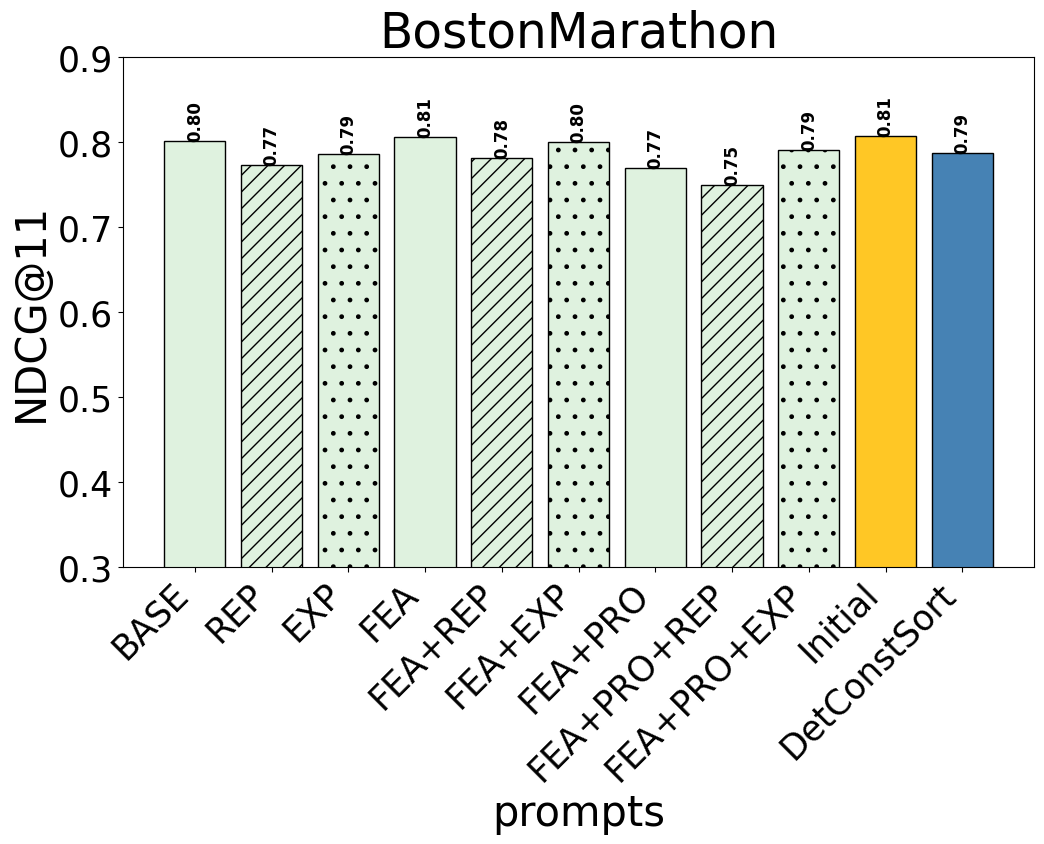 BostonMarathon
NDCG@11
0.9
0.8
0.7
0.6
0.5
0.4
0.3
0.80
0.77
0.79
0.81
0.78
0.80
0.77
0.75
0.79
0.81
0.79
BASE
REP
EXP
FEA
FEA+REP
FEA+EXP
FEA+PRO
FEA+PRO+REP
FEA+PRO+EXP
Initial
DetConstSort
prompts